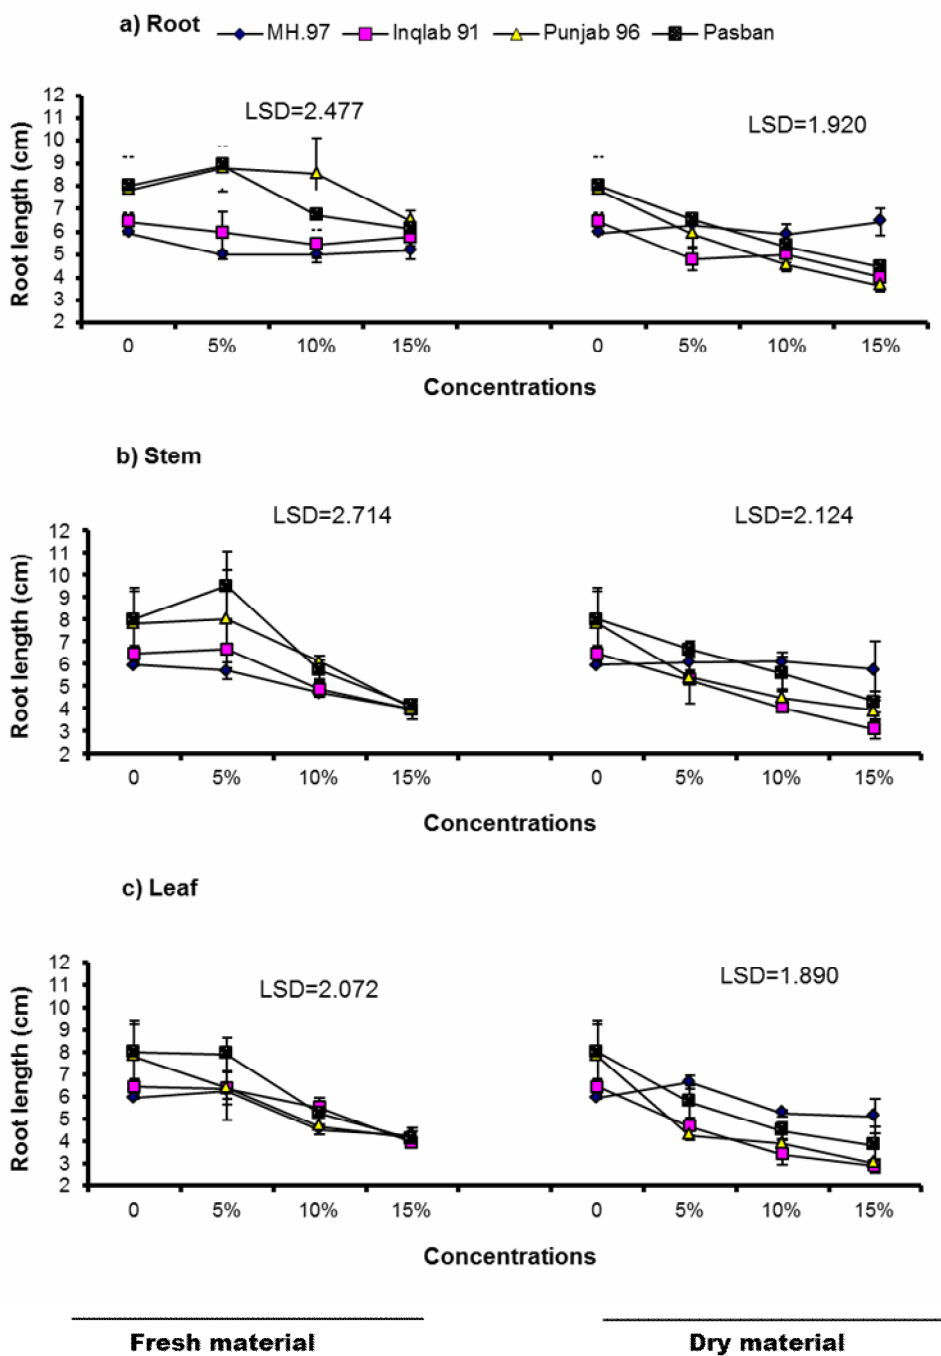 a) Root MH.97 Inqlab 91 Punjab 96 Pasban
LSD=2.477
LSD=1.920
Root length (cm)
12
11
10
9
8
7
6
5
4
3
2
0 5% 10% 15% 0 5% 10% 15%
Concentrations
b) Stem
LSD=2.714 LSD=2.124
Root length (cm)
12
11
10
9
8
7
6
5
4
3
2
0 5% 10% 15% 0 5% 10% 15%
Concentrations
c) Leaf
LSD=2.072
LSD=1.890
Root length (cm)
12
11
10
9
8
7
6
5
4
3
2
0 5% 10% 15% 0 5% 10% 15%
Concentrations
Fresh material Dry material